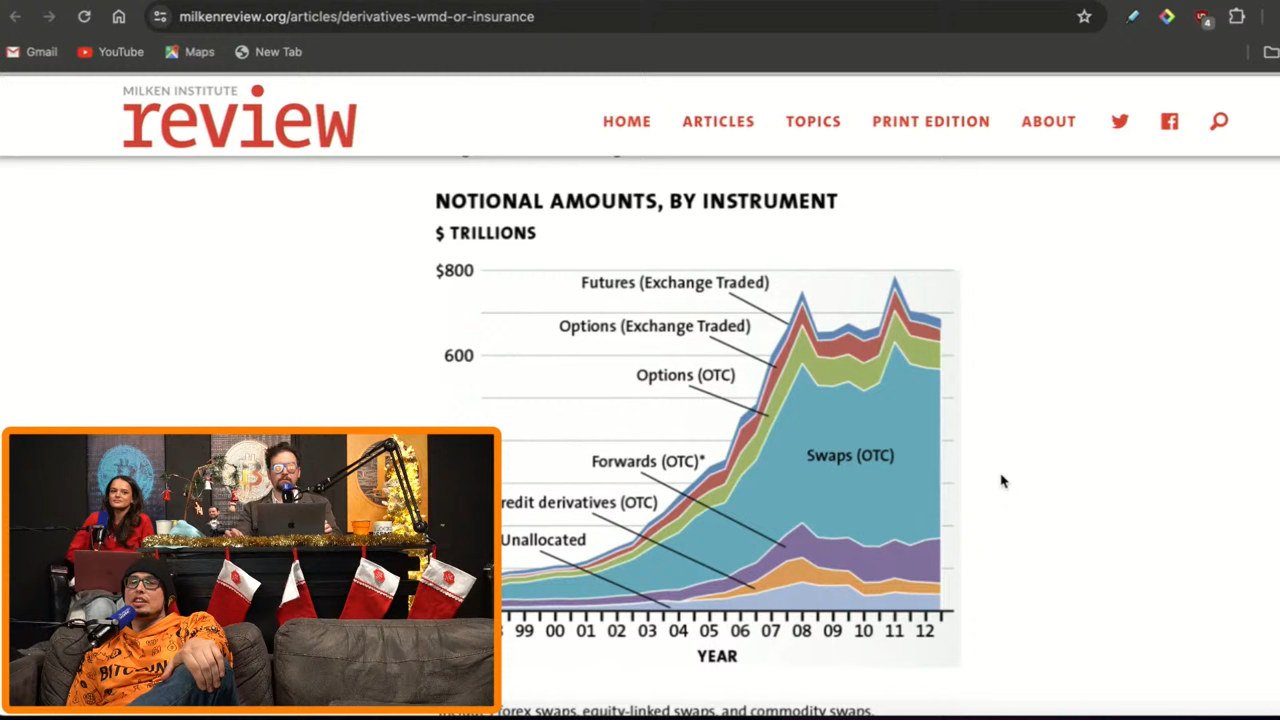 milkenreview.org/articles/derivatives-wmd-or-insurance
4
Gmail YouTube Maps New Tab
MILKEN INSTITUTE
review
HOME ARTICLES TOPICS PRINT EDITION ABOUT
NOTIONAL AMOUNTS, BY INSTRUMENT
$ TRILLIONS
$800
Futures (Exchange Traded)
Options (Exchange Traded)
600
Options (OTC)
Swaps (OTC)
Forwards (OTC)*
redit derivatives (OTC)
Unallocated
99 00 01 02 03 04 05 06 07 08 09 10 11 12
YEAR
forex swaps, equity-linked swaps, and commodity swaps.
BITCOIN